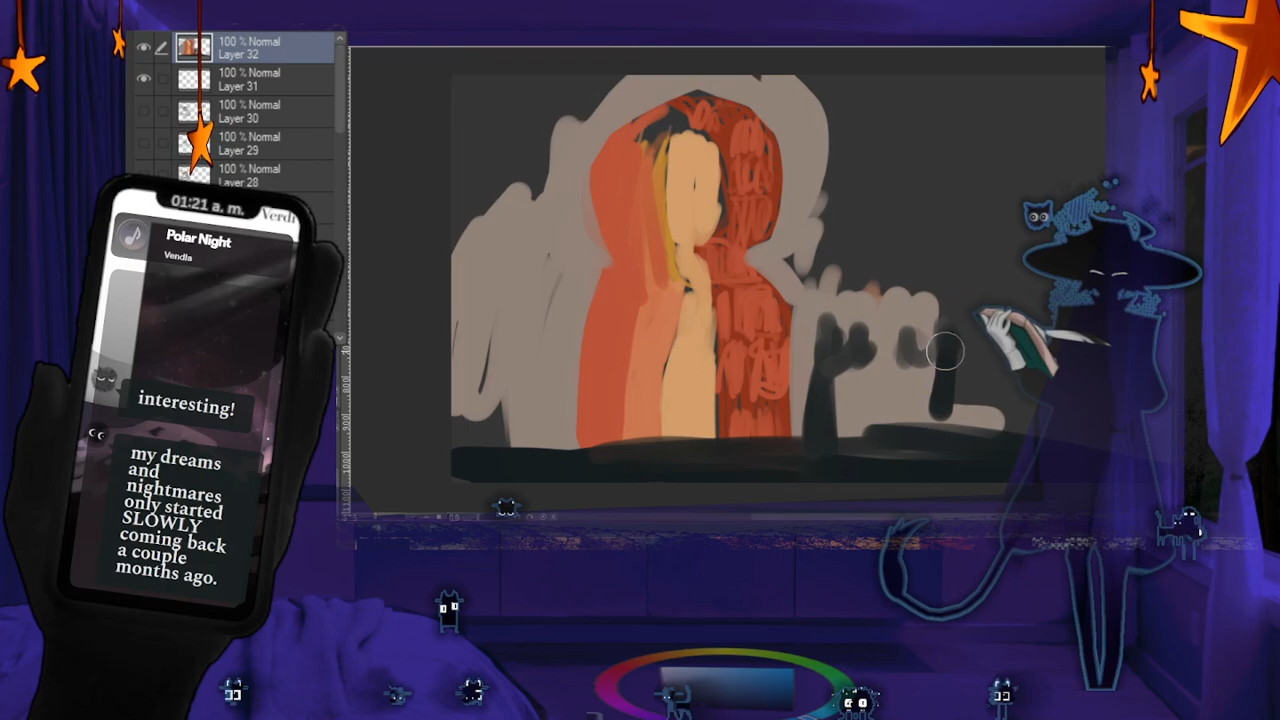 100 % Normal
Layer 32
100 % Normal
Layer 31
100 % Normal
Layer 30
100 % Normal
Layer 29
100 % Normal
Layer 28
01:21 a. m.
Verdi
Polar Night
Vendla
interesting!
my dreams
and
nightmares
only started
SLOWLY
coming back
a couple
months ago.